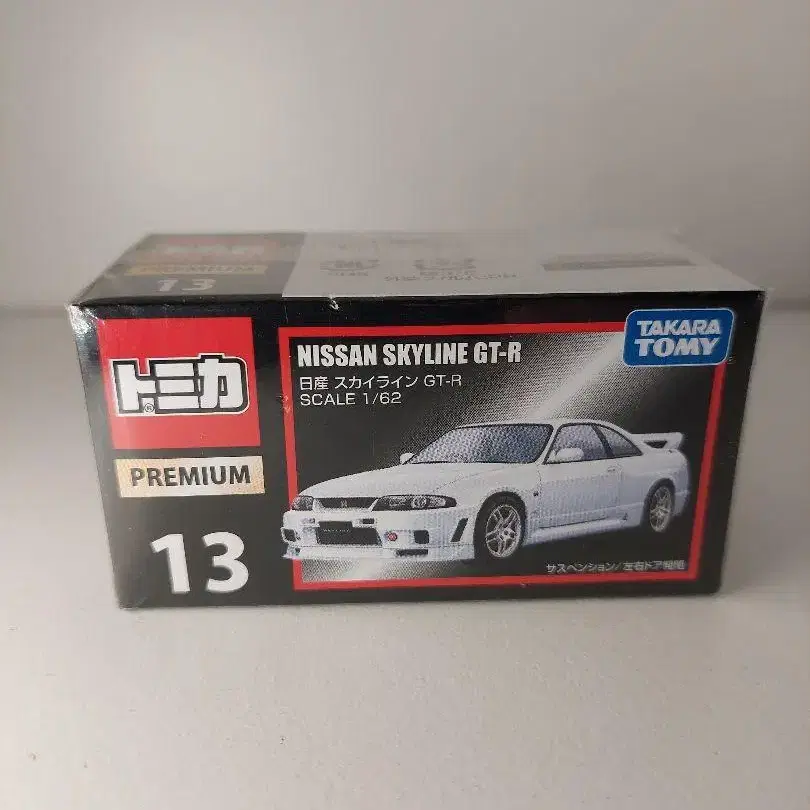 13
トミカ
PREMIUM
13
NISSAN SKYLINE GT-R
日産 スカイライン GT-R
SCALE 1/62
TAKARA TOMY
サスペンション/左右ドア開閉